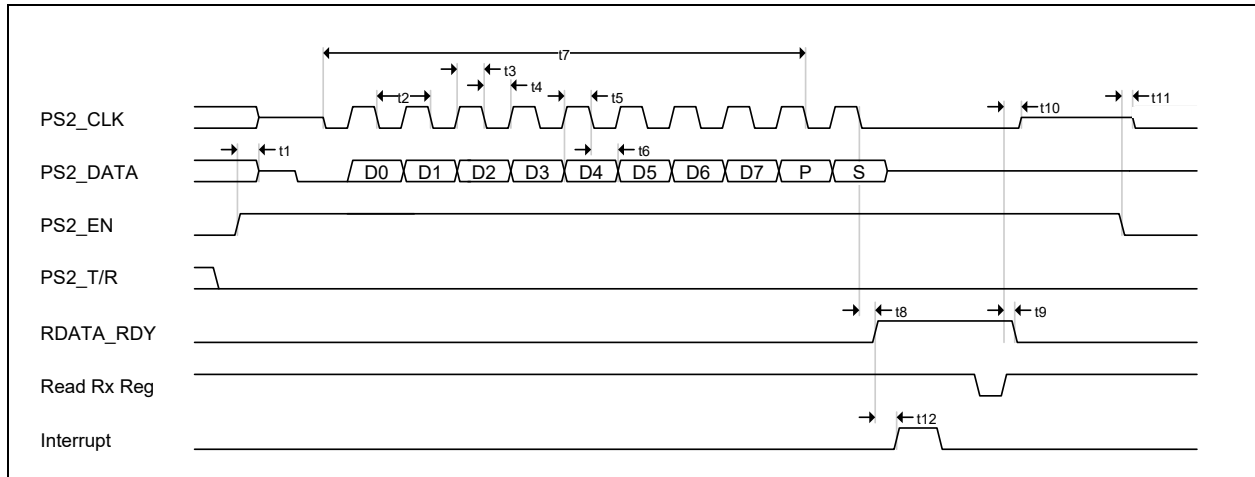 t7
t3
t4
t2
t5
t10
t11
PS2_CLK
t1
t6
PS2_DATA
D0 D1 D2 D3 D4 D5 D6 D7 P S
PS2_EN
PS2_T/R
t8
t9
RDATA_RDY
Read Rx Reg
t12
Interrupt